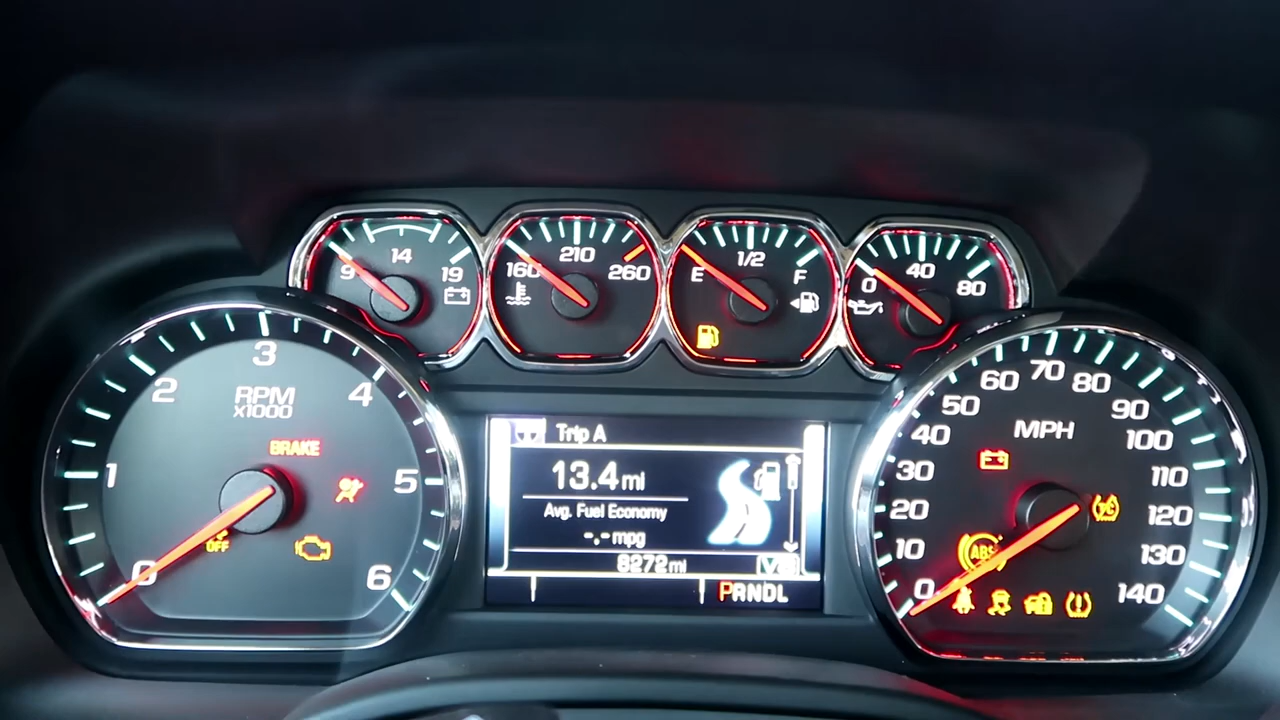 9 14 19
160 210 260
E 1/2 F
0 40 80
0 1 2 3 4 5 6
RPM
x1000
BRAKE
OFF
Trip A
13.4 mi
Avg. Fuel Economy
-.- mpg
8272 mi
PRNDL
0 10 20 30 40 50 60 70 80 90 100 110 120 130 140
MPH
ABS